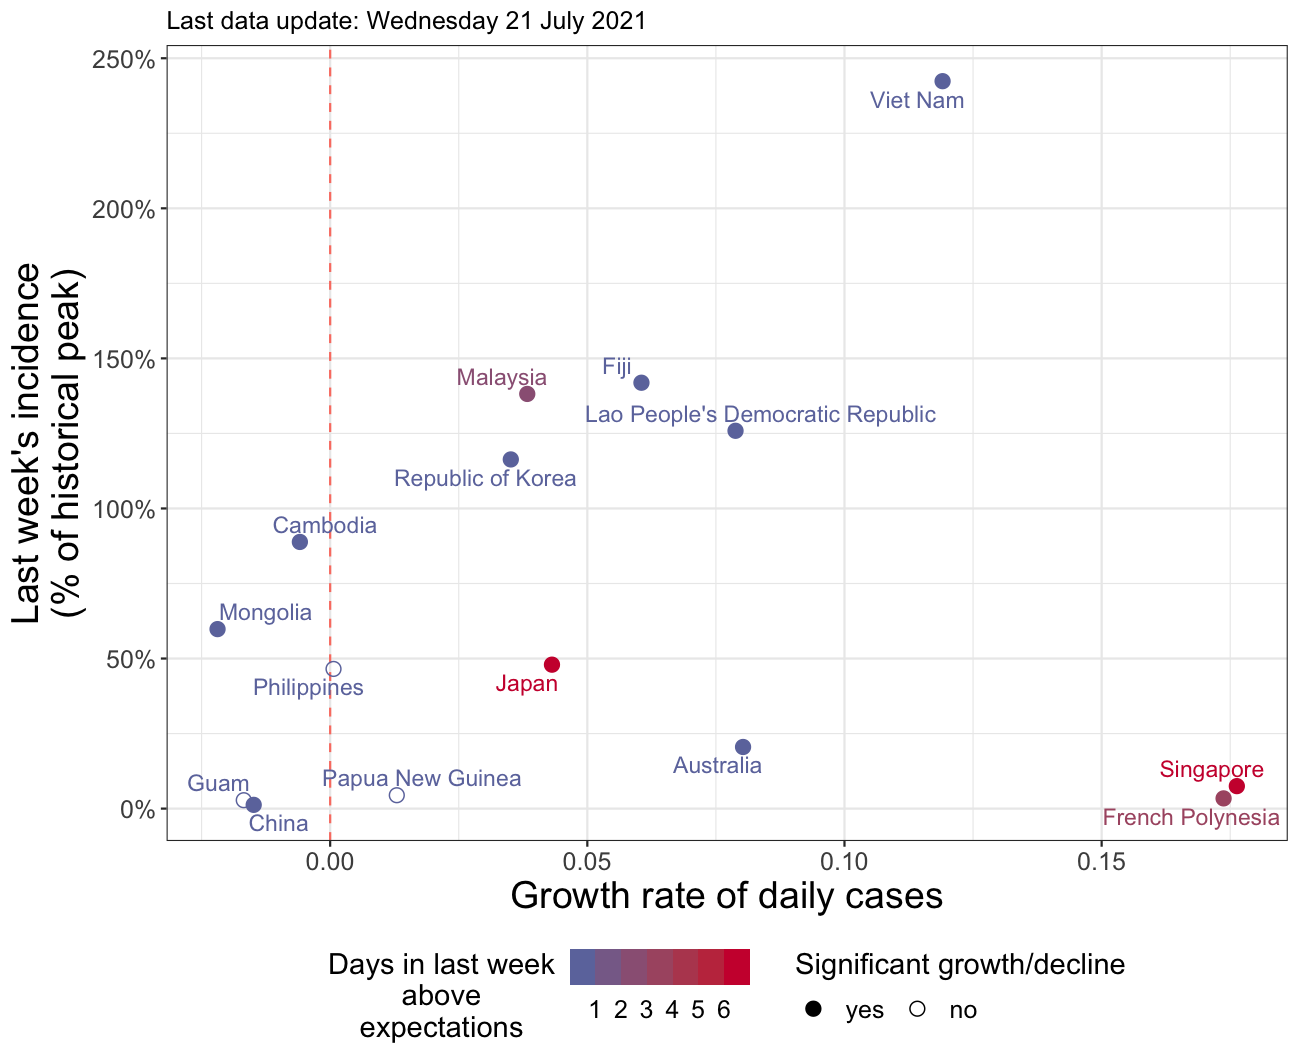 Last data update: Wednesday 21 July 2021
250%
200%
150%
100%
50%
0%
Last week's incidence
(% of historical peak)
Viet Nam
Fiji
Malaysia
Lao People's Democratic Republic
Republic of Korea
Cambodia
Mongolia
Philippines
Japan
Australia
Singapore
Papua New Guinea
Guam
French Polynesia
China
0.00
0.05
0.10
0.15
Growth rate of daily cases
Days in last week
above
expectations
1 2 3 4 5 6
Significant growth/decline
yes
no